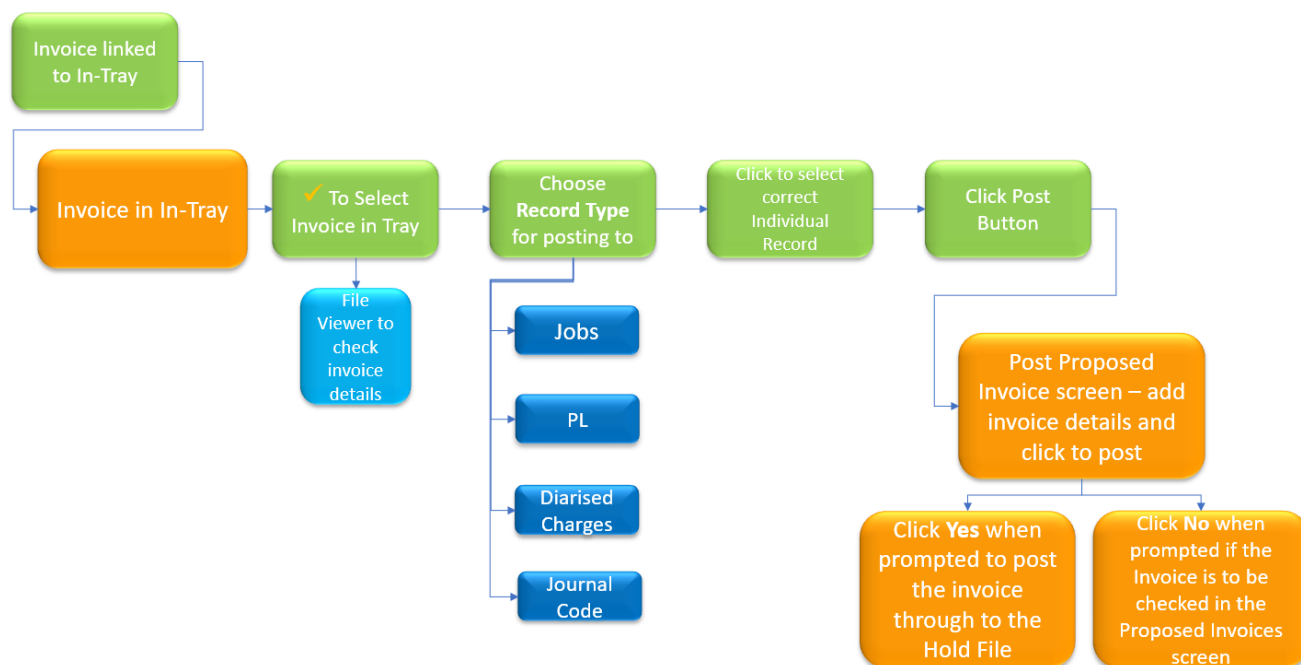 Invoice linked
to In-Tray
Invoice in In-Tray
✓ To Select
Invoice in Tray
Choose
Record Type
for posting to
Click to select
correct
Individual
Record
Click Post
Button
File
Viewer to
check
invoice
details
Jobs
PL
Diarised
Charges
Journal
Code
Post Proposed
Invoice screen – add
invoice details and
click to post
Click Yes when
prompted to post
the invoice
through to the
Hold File
Click No when
prompted if the
Invoice is to be
checked in the
Proposed Invoices
screen